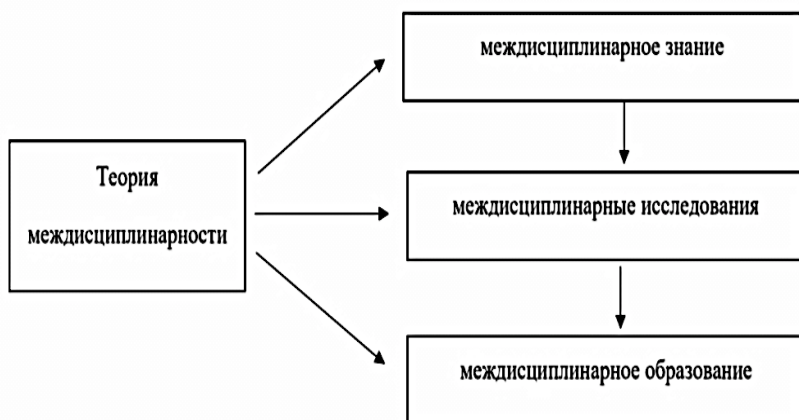 междисциплинарное знание
Теория
междисциплинарности
междисциплинарные исследования
междисциплинарное образование